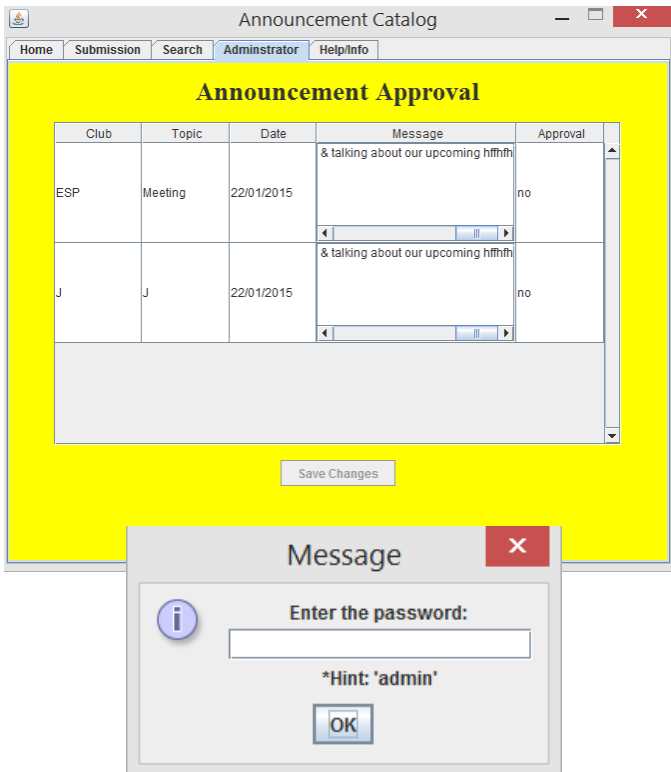 Announcement Catalog
Home Submission Search Adminstrator Help/Info
Announcement Approval
Club Topic Date Message Approval
& talking about our upcoming hffhfh
ESP Meeting 22/01/2015 no
& talking about our upcoming hffhfh
J J 22/01/2015 no
Save Changes
Message
Enter the password:
*Hint: 'admin'
OK